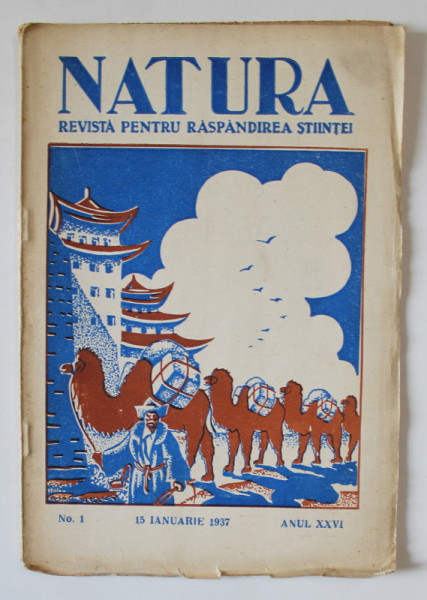 NATURA
REVISTĂ PENTRU RĂSPÂNDIREA ȘTIINȚEI
No. 1 15 IANUARIE 1937 ANUL XXVI